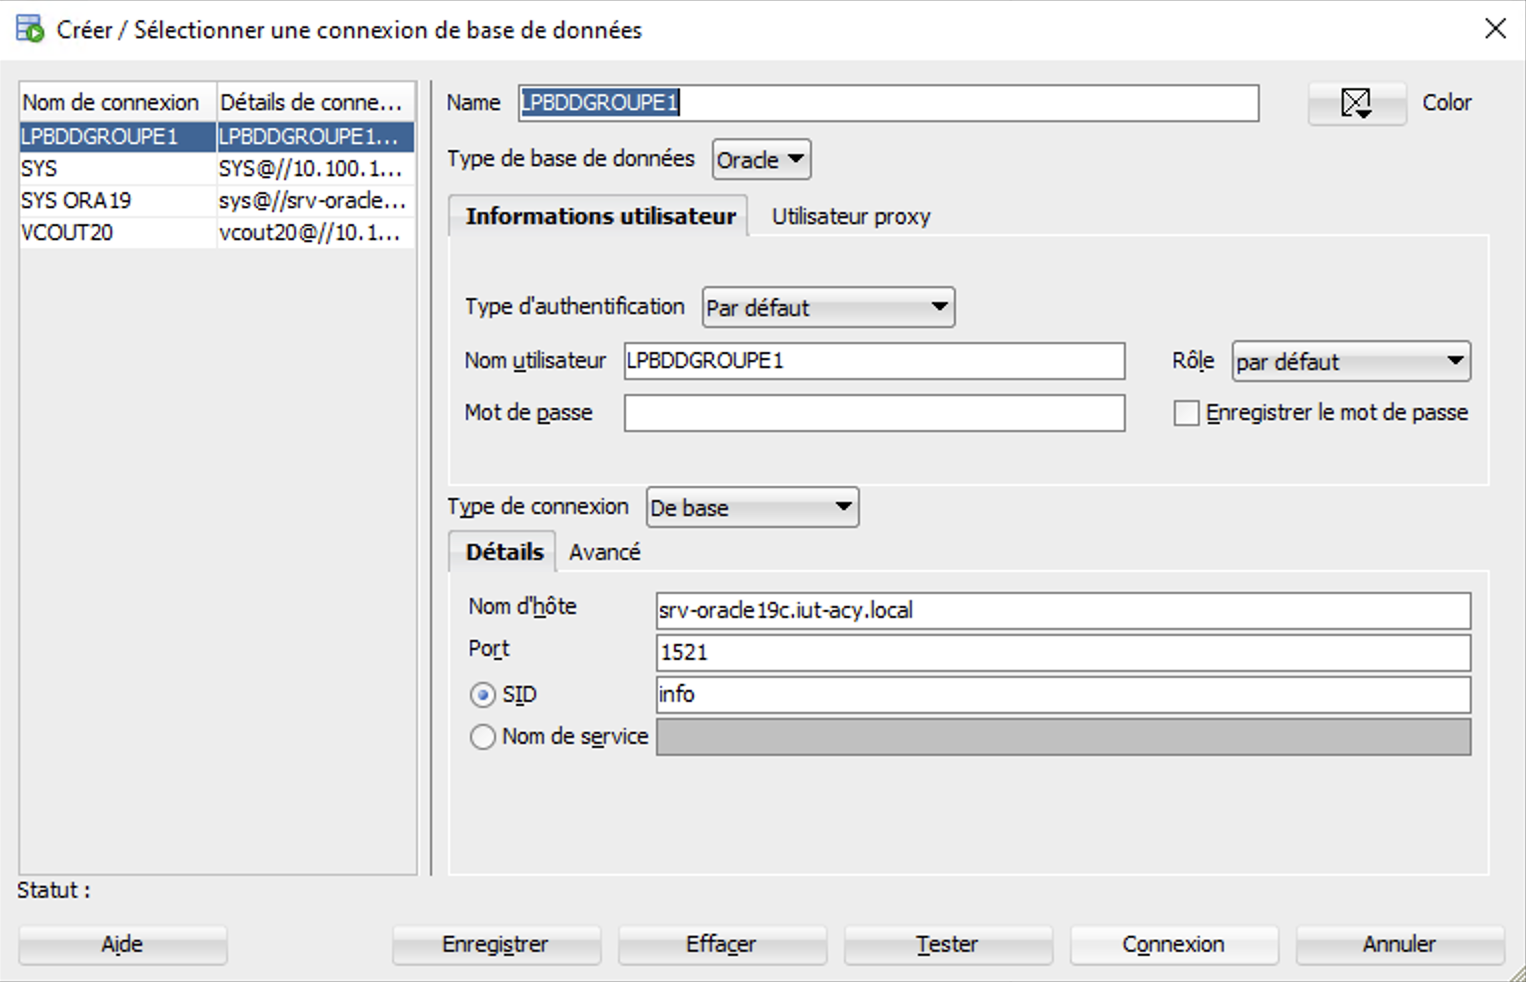 Créer / Sélectionner une connexion de base de données
Nom de connexion Détails de conne...
LPBDDGROUPE1 LPBDDGROUPE1...
SYS SYS@//10.100.1...
SYS ORA19 sys@//srv-oracle...
VCOUT20 vcout20@//10.1...
Name LPBDDGROUPE1 Color
Type de base de données Oracle
Informations utilisateur Utilisateur proxy
Type d'authentification Par défaut
Nom utilisateur LPBDDGROUPE1 Rôle par défaut
Mot de passe Enregistrer le mot de passe
Type de connexion De base
Détails Avancé
Nom d'hôte srv-oracle19c.iut-acy.local
Port 1521
SID info
Nom de service
Statut :
Aide Enregistrer Effacer Tester Connexion Annuler